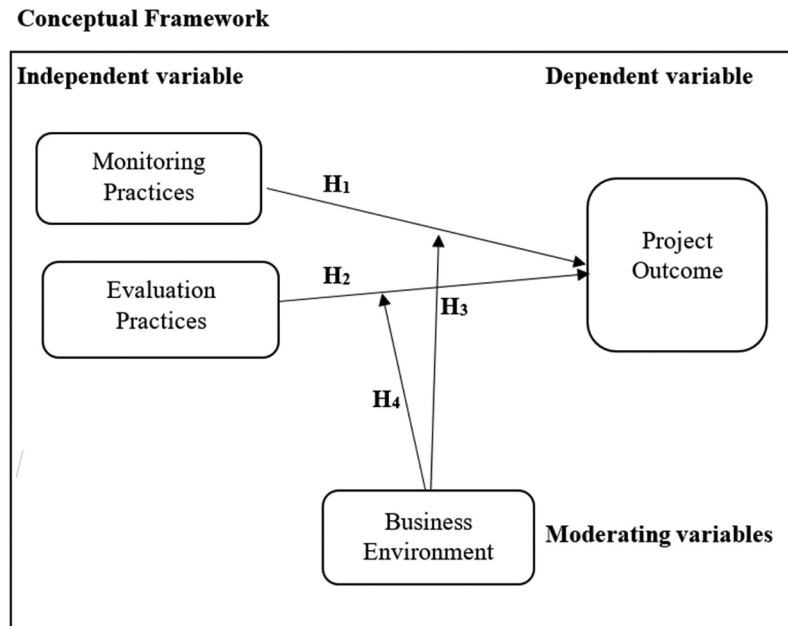 Conceptual Framework
Independent variable
Dependent variable
Monitoring
Practices
H₁
Project
Outcome
Evaluation
Practices
H₂
H₃
H₄
Business
Environment
Moderating variables